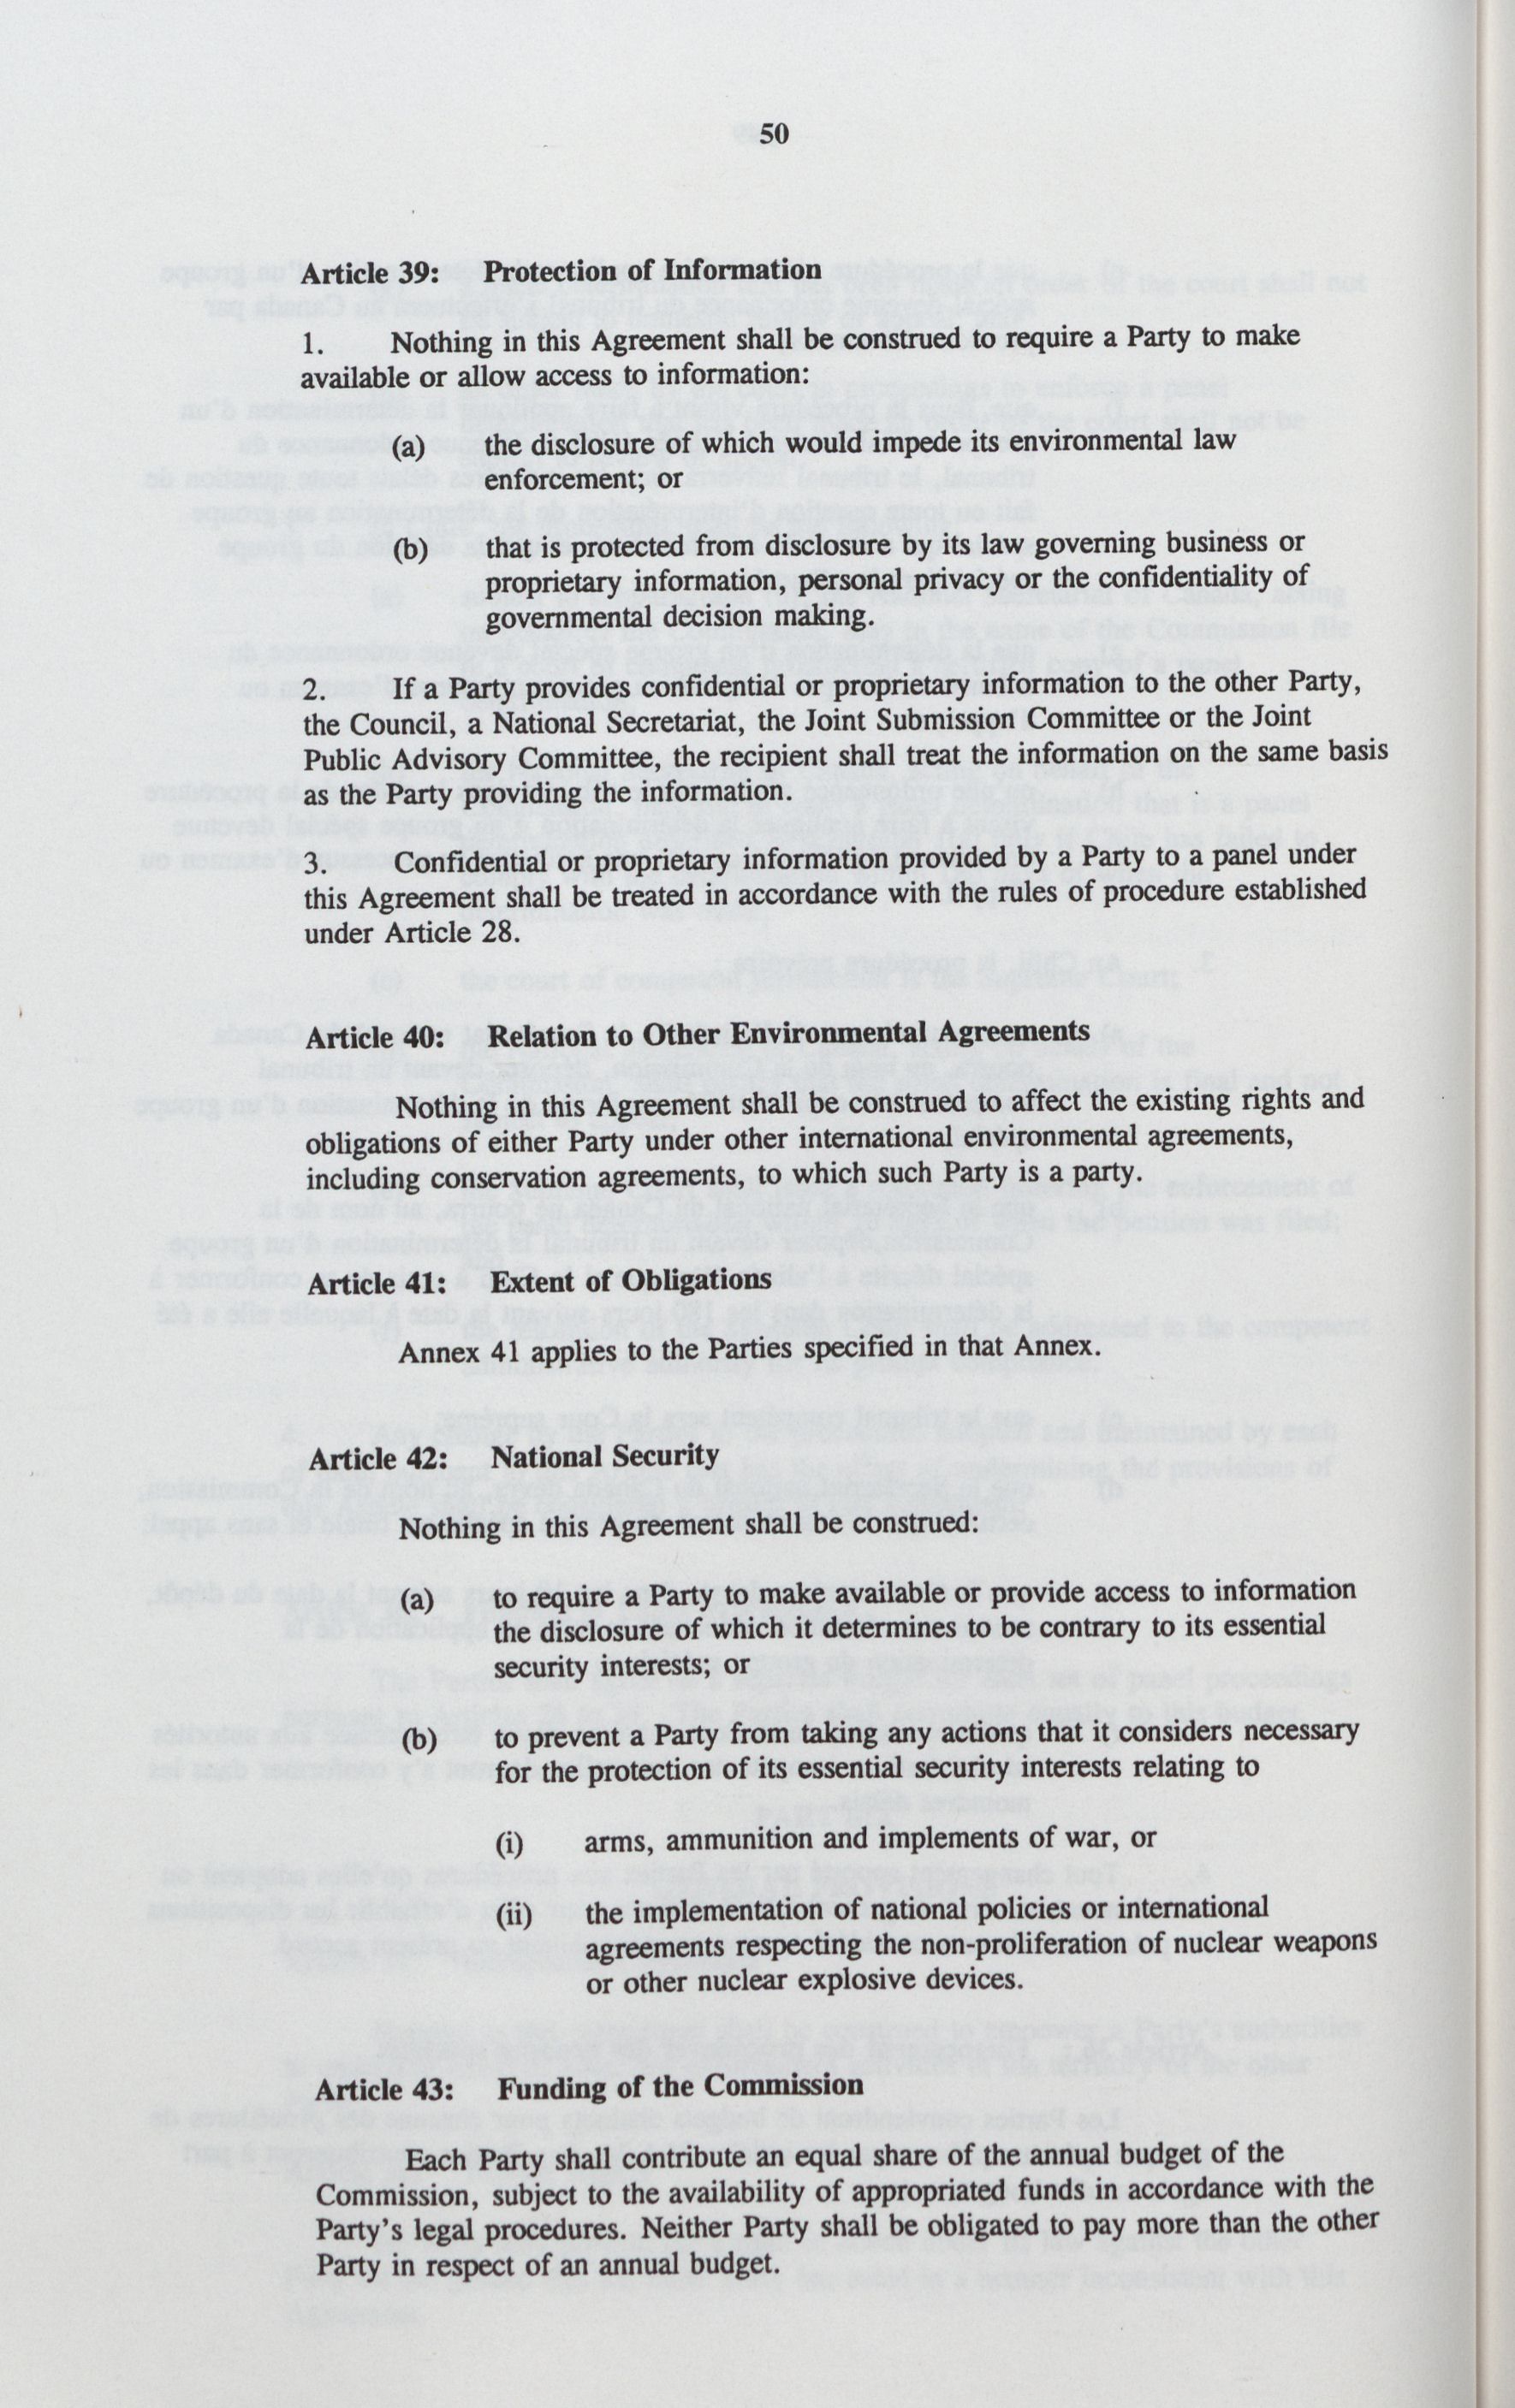 50
Article 39: Protection of Information
1. Nothing in this Agreement shall be construed to require a Party to make
available or allow access to information:
(a) the disclosure of which would impede its environmental law
enforcement; or
(b) that is protected from disclosure by its law governing business or
proprietary information, personal privacy or the confidentiality of
governmental decision making.
2. If a Party provides confidential or proprietary information to the other Party,
the Council, a National Secretariat, the Joint Submission Committee or the Joint
Public Advisory Committee, the recipient shall treat the information on the same basis
as the Party providing the information.
3. Confidential or proprietary information provided by a Party to a panel under
this Agreement shall be treated in accordance with the rules of procedure established
under Article 28.
Article 40: Relation to Other Environmental Agreements
Nothing in this Agreement shall be construed to affect the existing rights and
obligations of either Party under other international environmental agreements,
including conservation agreements, to which such Party is a party.
Article 41: Extent of Obligations
Annex 41 applies to the Parties specified in that Annex.
Article 42: National Security
Nothing in this Agreement shall be construed:
(a) to require a Party to make available or provide access to information
the disclosure of which it determines to be contrary to its essential
security interests; or
(b) to prevent a Party from taking any actions that it considers necessary
for the protection of its essential security interests relating to
(i) arms, ammunition and implements of war, or
(ii) the implementation of national policies or international
agreements respecting the non-proliferation of nuclear weapons
or other nuclear explosive devices.
Article 43: Funding of the Commission
Each Party shall contribute an equal share of the annual budget of the
Commission, subject to the availability of appropriated funds in accordance with the
Party's legal procedures. Neither Party shall be obligated to pay more than the other
Party in respect of an annual budget.